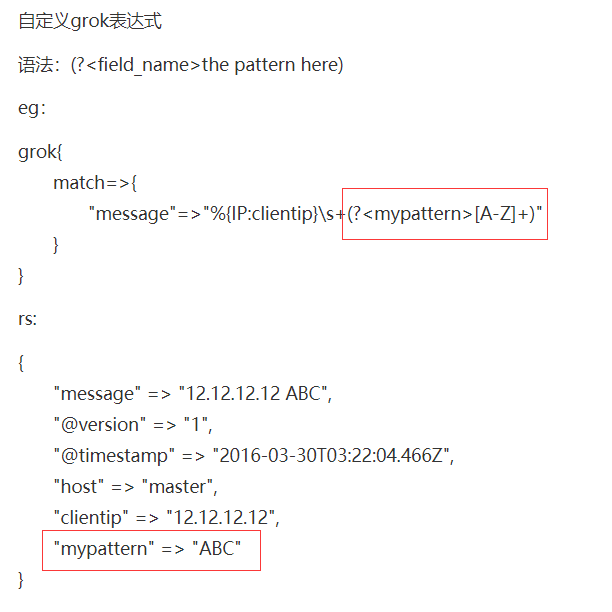 自定义grok表达式
语法：(?<field_name>the pattern here)
eg：
grok{
match=>{
"message"=>"%{IP:clientip}\s+(?<mypattern>[A-Z]+)"
}
}
rs:
{
"message" => "12.12.12.12 ABC",
"@version" => "1",
"@timestamp" => "2016-03-30T03:22:04.466Z",
"host" => "master",
"clientip" => "12.12.12.12",
"mypattern" => "ABC"
}